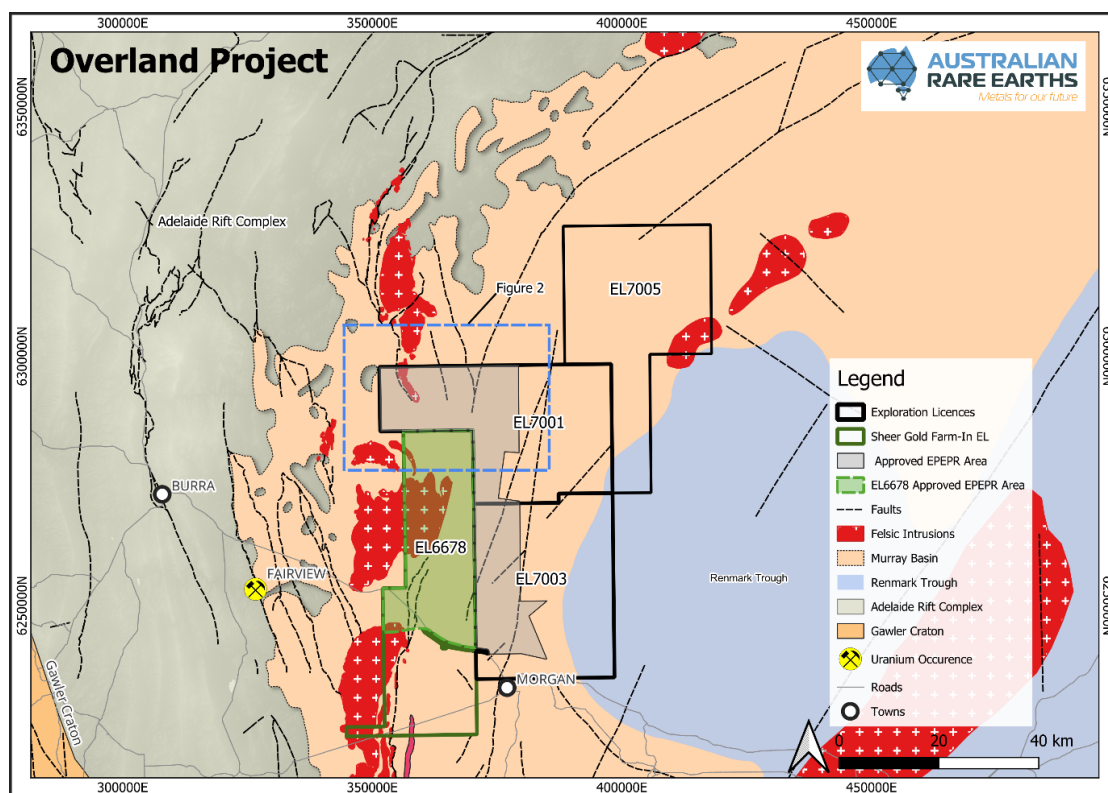 300000E
350000E
400000E
450000E
Overland Project
AUSTRALIAN
RARE EARTHS
Metals for our future
6350000N
6350000N
Adelaide Rift Complex
Figure 2
EL7005
6300000N
6300000N
EL7001
BURRA
EL6678
FAIRVIEW
EL7003
Renmark Trough
6250000N
6250000N
MORGAN
Gawler Craton
Legend
Exploration Licences
Sheer Gold Farm-In EL
Approved EPEPR Area
EL6678 Approved EPEPR Area
Faults
Felsic Intrusions
Murray Basin
Renmark Trough
Adelaide Rift Complex
Gawler Craton
Uranium Occurence
Roads
Towns
0
20
40 km
300000E
350000E
400000E
450000E